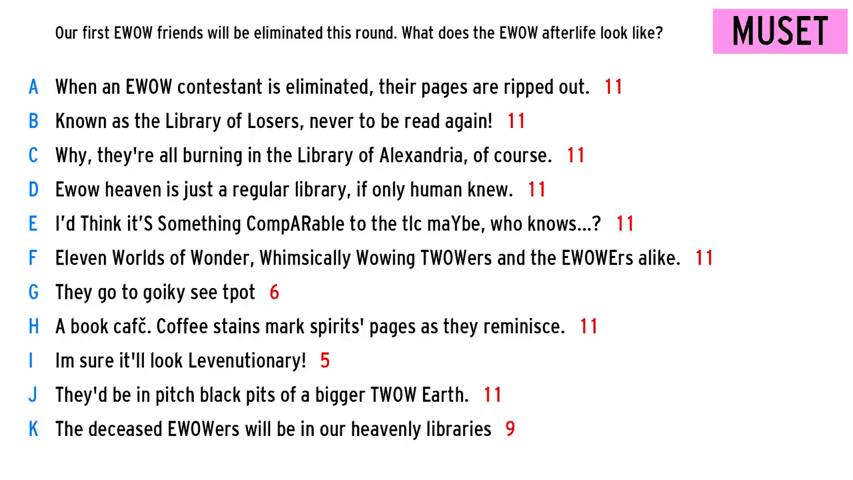 Our first EWOW friends will be eliminated this round. What does the EWOW afterlife look like?
MUSET
A When an EWOW contestant is eliminated, their pages are ripped out. 11
B Known as the Library of Losers, never to be read again! 11
C Why, they're all burning in the Library of Alexandria, of course. 11
D Ewow heaven is just a regular library, if only human knew. 11
E I’d Think it’S Something CompARable to the tlc maYbe, who knows...? 11
F Eleven Worlds of Wonder, Whimsically Wowing TWOWers and the EWOWErs alike. 11
G They go to goiky see tpot 6
H A book cafč. Coffee stains mark spirits' pages as they reminisce. 11
I Im sure it'll look Levenutionary! 5
J They'd be in pitch black pits of a bigger TWOW Earth. 11
K The deceased EWOWers will be in our heavenly libraries 9